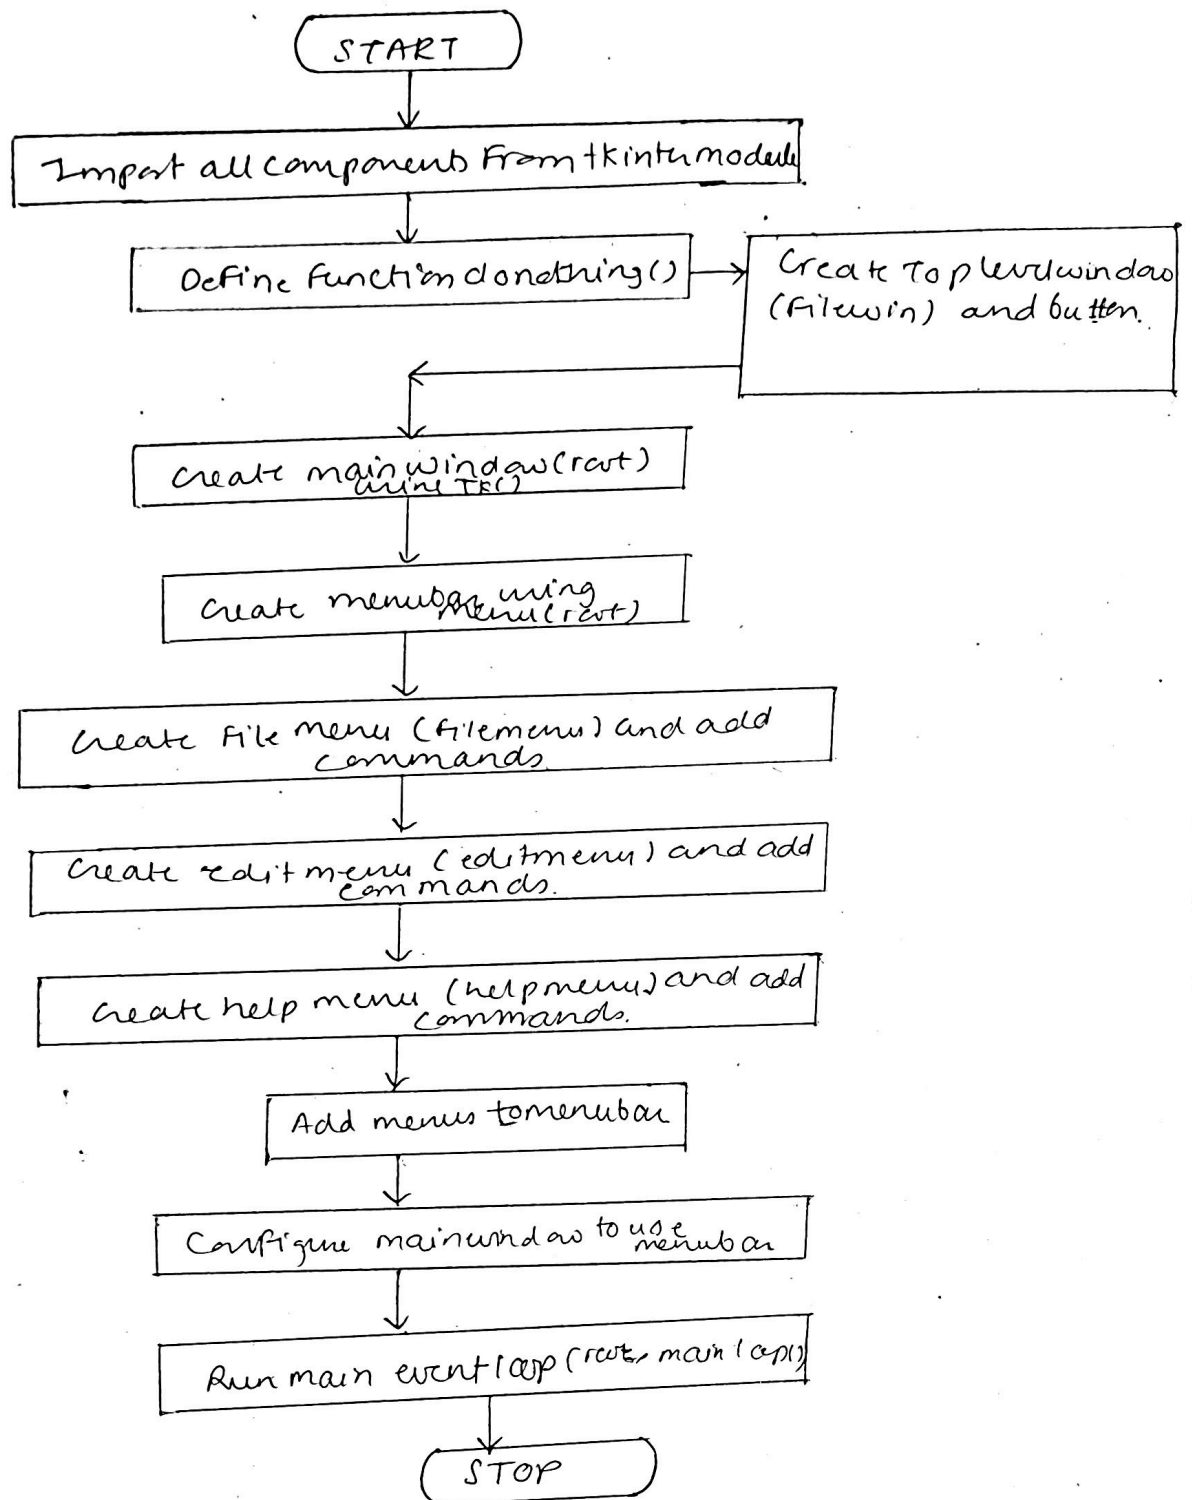 START
Import all components From tkinter module
Define function donothing()
Create Top level window
(filewin) and button.
Create main window (root)
using TK()
Create menubar using
menu(root)
Create File menu (filemenu) and add
commands.
Create edit menu (editmenu) and add
commands.
Create help menu (helpmenu) and add
commands.
Add menus to menubar
Configure main window to use
menubar
Run main event loop (root, mainloop())
STOP